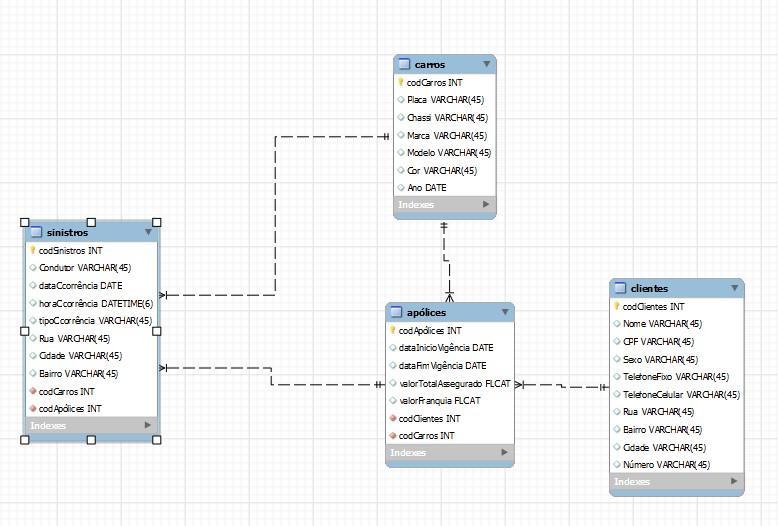 carros
codCarros INT
Placa VARCHAR(45)
Chassi VARCHAR(45)
Marca VARCHAR(45)
Modelo VARCHAR(45)
Cor VARCHAR(45)
Ano DATE
Indexes
sinistros
codSinistros INT
Condutor VARCHAR(45)
dataOcorrência DATE
horaOcorrência DATETIME(6)
tipoOcorrência VARCHAR(45)
Rua VARCHAR(45)
Cidade VARCHAR(45)
Bairro VARCHAR(45)
codCarros INT
codApólices INT
Indexes
apólices
codApólices INT
dataInicioVigência DATE
dataFimVigência DATE
valorTotalAssegurado FLOAT
valorFranquia FLOAT
codClientes INT
codCarros INT
Indexes
clientes
codClientes INT
Nome VARCHAR(45)
CPF VARCHAR(45)
Sexo VARCHAR(45)
TelefoneFixo VARCHAR(45)
TelefoneCelular VARCHAR(45)
Rua VARCHAR(45)
Bairro VARCHAR(45)
Cidade VARCHAR(45)
Número VARCHAR(45)
Indexes